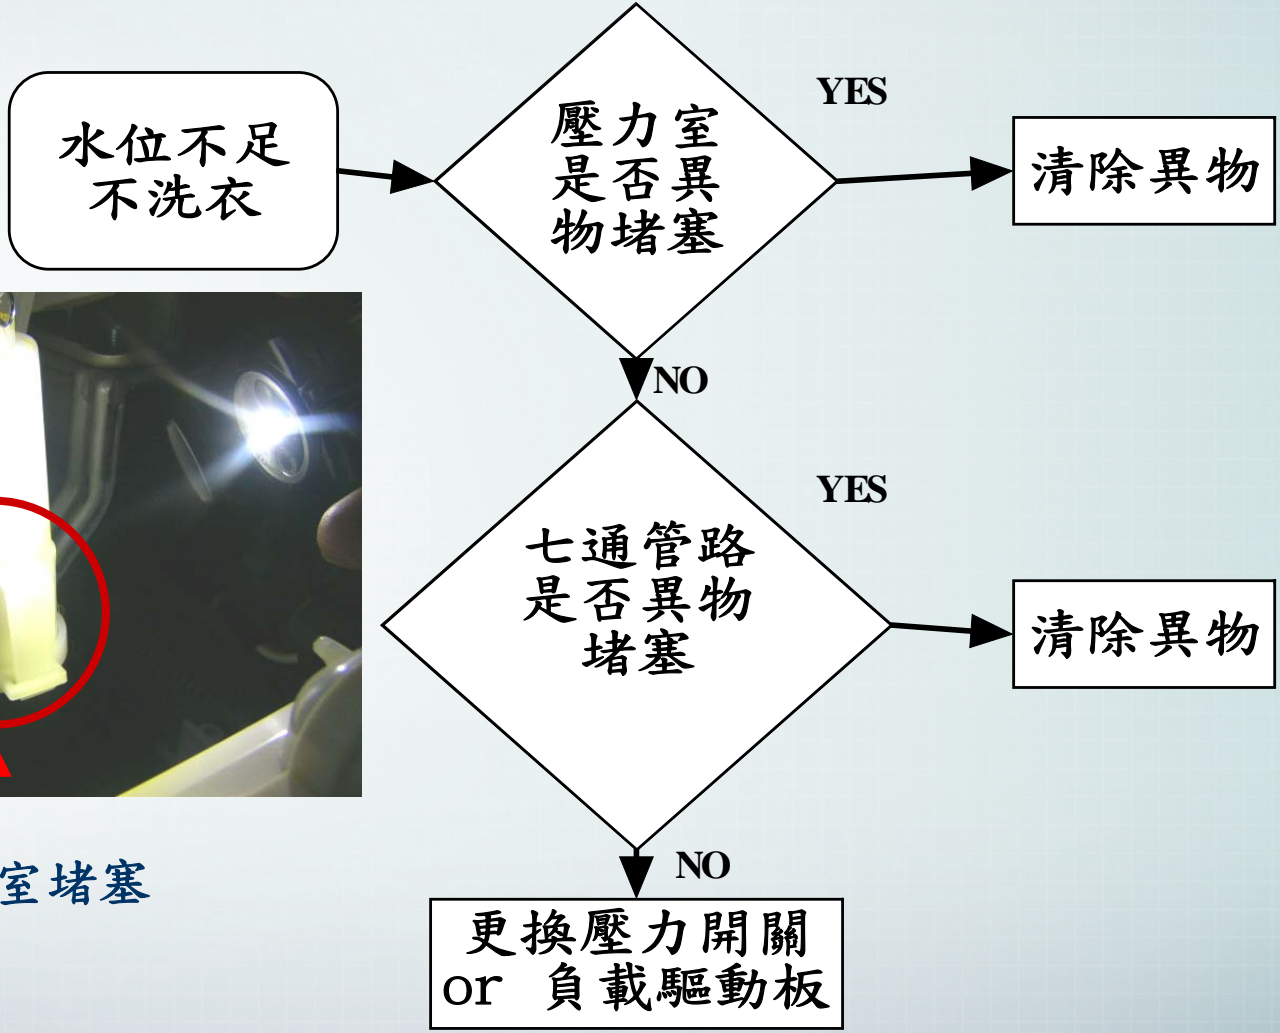 水位不足
不洗衣
壓力室
是否異
物堵塞
YES
清除異物
NO
七通管路
是否異物
堵塞
YES
清除異物
室堵塞
NO
更換壓力開關
or 負載驅動板